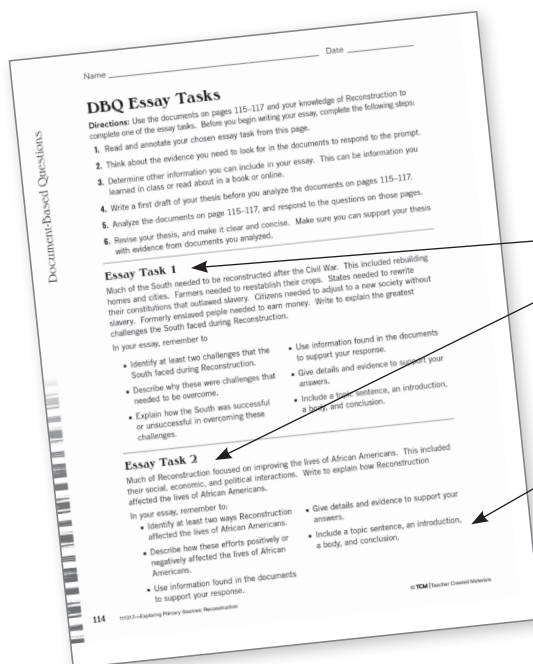 Name
Date
DBQ Essay Tasks
Directions: Use the documents on pages 115–117 and your knowledge of Reconstruction to
complete one of the essay tasks. Before you begin writing your essay, complete the following steps:
1. Read and annotate your chosen essay task from this page.
2. Think about the evidence you need to look for in the documents to respond to the prompt.
3. Determine other information you can include in your essay. This can be information you
learned in class or read about in a book or online.
4. Write a first draft of your thesis before you analyze the documents on pages 115–117.
5. Analyze the documents on page 115–117, and respond to the questions on those pages.
6. Revise your thesis, and make it clear and concise. Make sure you can support your thesis
with evidence from documents you analyzed.
Essay Task 1
Much of the South needed to be reconstructed after the Civil War. This included rebuilding
homes and cities. Farmers needed to reestablish their crops. States needed to rewrite
their constitutions that outlawed slavery. Citizens needed to adjust to a new society without
slavery. Formerly enslaved people needed to earn money. Write to explain the greatest
challenges the South faced during Reconstruction.
In your essay, remember to
• Identify at least two challenges that the
South faced during Reconstruction.
• Describe why these were challenges that
needed to be overcome.
• Explain how the South was successful
or unsuccessful in overcoming these
challenges.
• Use information found in the documents
to support your response.
• Give details and evidence to support your
answers.
• Include a topic sentence, an introduction,
a body, and conclusion.
Essay Task 2
Much of Reconstruction focused on improving the lives of African Americans. This included
their social, economic, and political interactions. Write to explain how Reconstruction
affected the lives of African Americans.
In your essay, remember to:
• Identify at least two ways Reconstruction
affected the lives of African Americans.
• Describe how these efforts positively or
negatively affected the lives of African
Americans.
• Use information found in the documents
to support your response.
• Give details and evidence to support your
answers.
• Include a topic sentence, an introduction,
a body, and conclusion.
114
111317—Exploring Primary Sources: Reconstruction
© TCM | Teacher Created Materials
Document-Based Questions